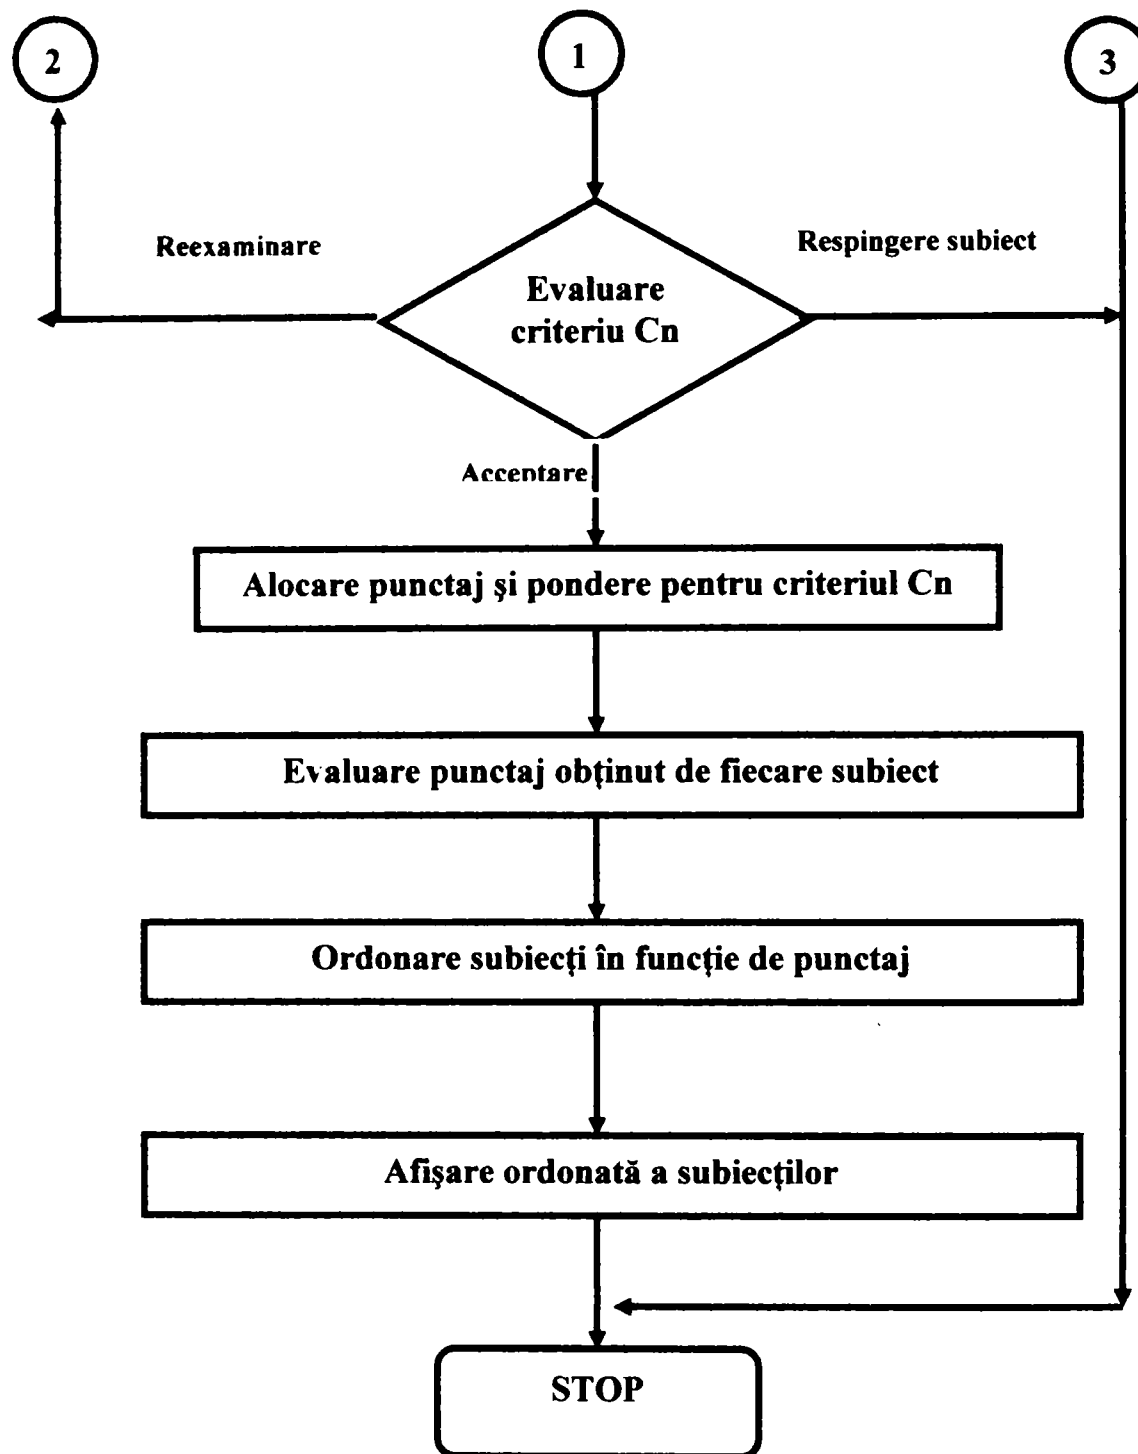 2
1
3
Reexaminare
Respingere subiect
Evaluare
criteriu Cn
Acceptare
Alocare punctaj şi pondere pentru criteriul Cn
Evaluare punctaj obţinut de fiecare subiect
Ordonare subiecţi în funcţie de punctaj
Afişare ordonată a subiecţilor
STOP